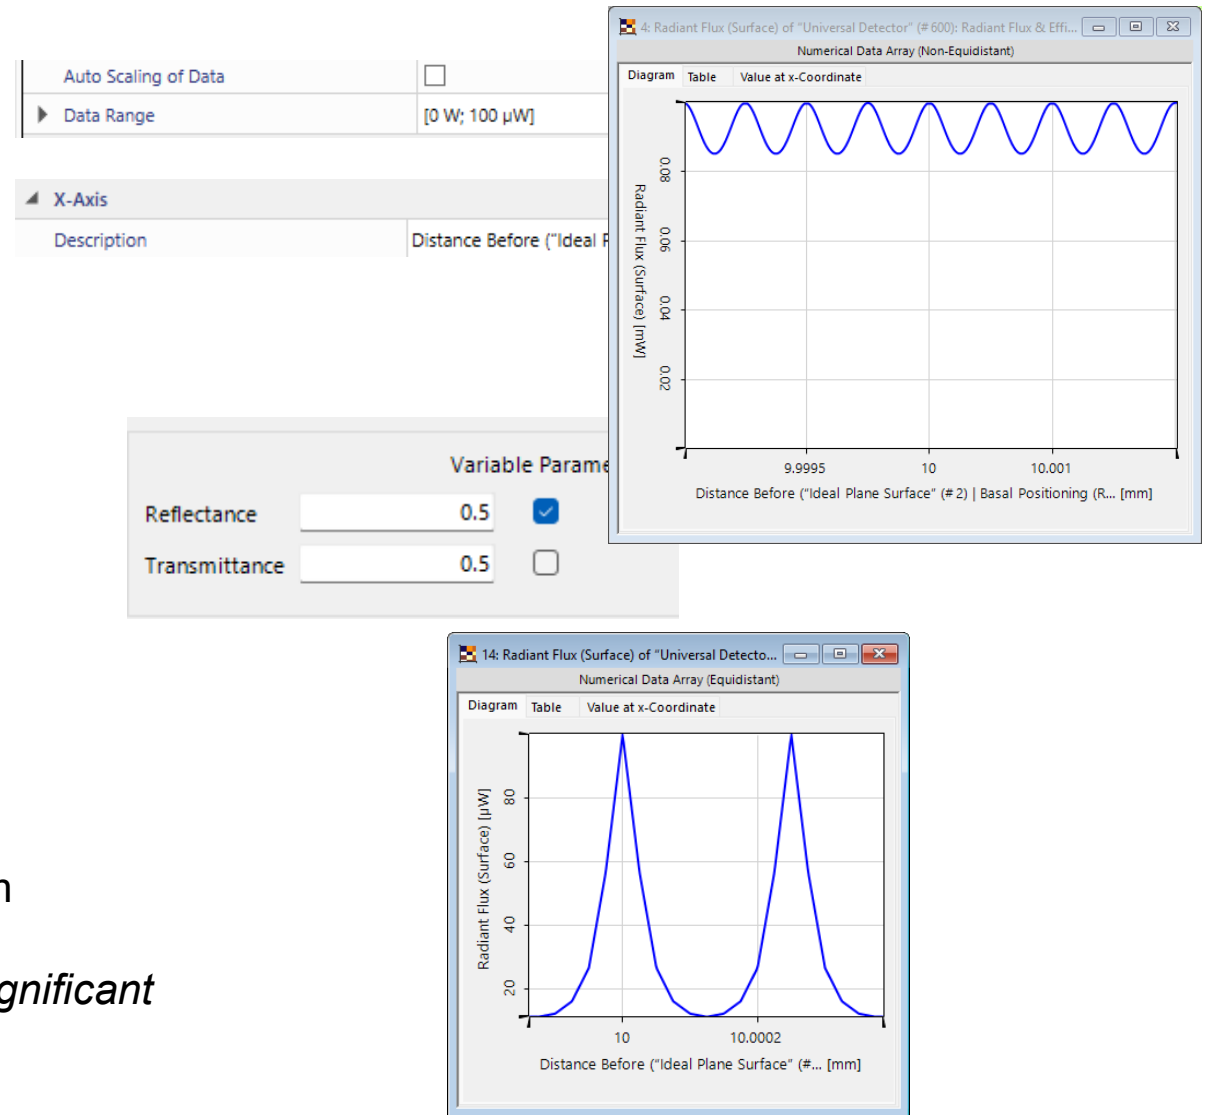 Auto Scaling of Data
Data Range [0 W; 100 µW]
X-Axis
Description Distance Before ("Ideal P
4: Radiant Flux (Surface) of "Universal Detector" (# 600): Radiant Flux & Effi...
Numerical Data Array (Non-Equidistant)
Diagram Table Value at x-Coordinate
Radiant Flux (Surface) [mW]
0.08
0.06
0.04
0.02
9.9995 10 10.001
Distance Before ("Ideal Plane Surface" (# 2) | Basal Positioning (R... [mm]
Variable Parame
Reflectance 0.5
Transmittance 0.5
14: Radiant Flux (Surface) of "Universal Detecto...
Numerical Data Array (Equidistant)
Diagram Table Value at x-Coordinate
Radiant Flux (Surface) [µW]
80
60
40
20
10 10.0002
Distance Before ("Ideal Plane Surface" (#... [mm]
n
gnificant